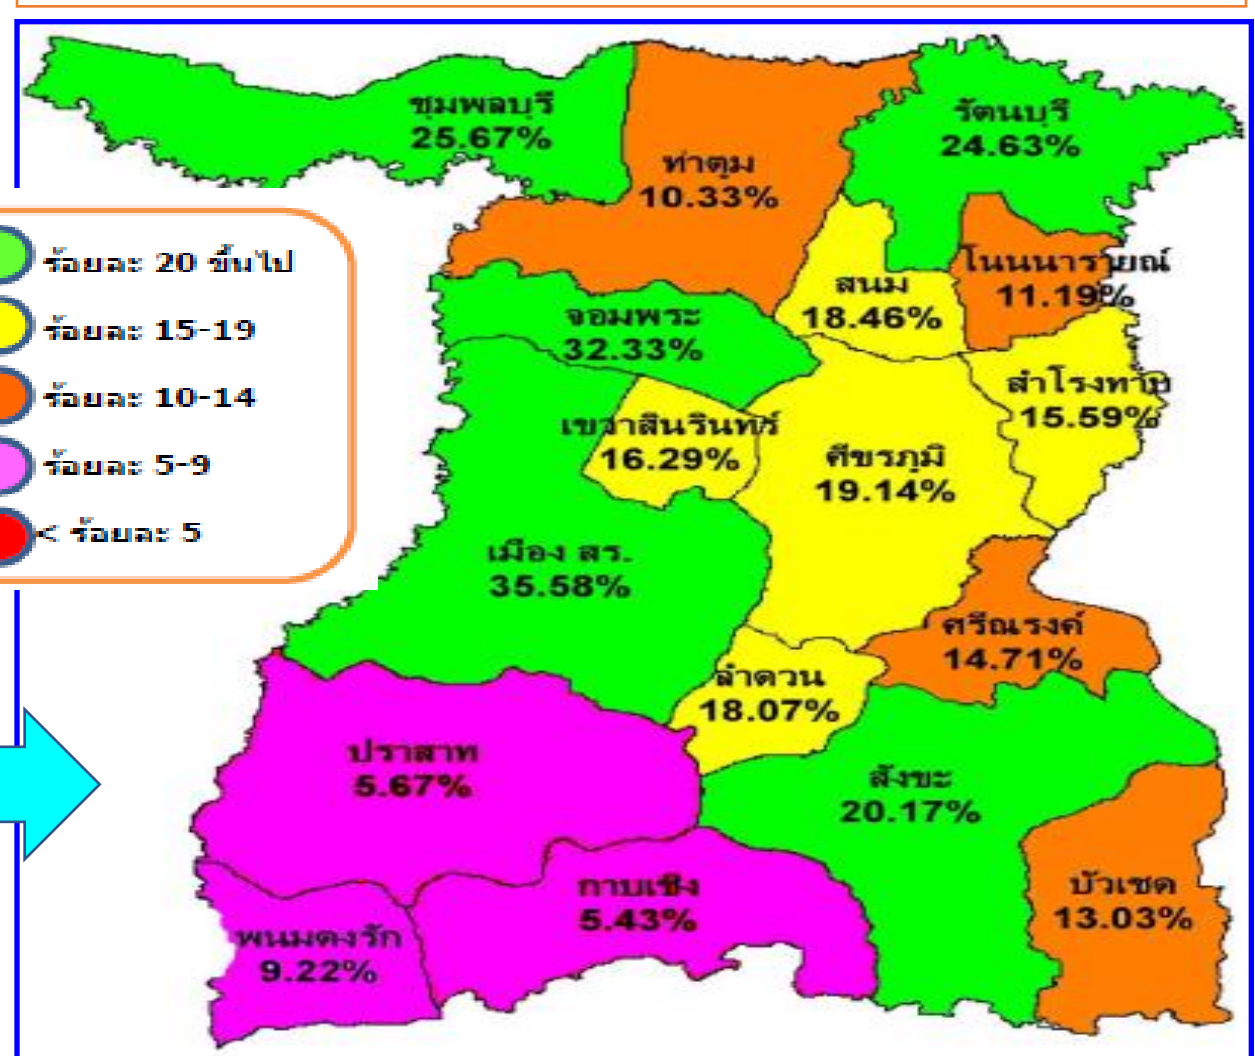 ชุมพลบุรี
25.67%
รัตนบุรี
24.63%
ท่าตูม
10.33%
ร้อยละ 20 ขึ้นไป
ร้อยละ 15-19
ร้อยละ 10-14
ร้อยละ 5-9
< ร้อยละ 5
โนนนารายณ์
11.19%
สนม
18.46%
จอมพระ
32.33%
สำโรงทาบ
15.59%
เขวาสินรินทร์
16.29%
ศีขรภูมิ
19.14%
เมือง สร.
35.58%
ศรีณรงค์
14.71%
ลำดวน
18.07%
ปราสาท
5.67%
สังขะ
20.17%
กาบเชิง
5.43%
บัวเชด
13.03%
พนมดงรัก
9.22%